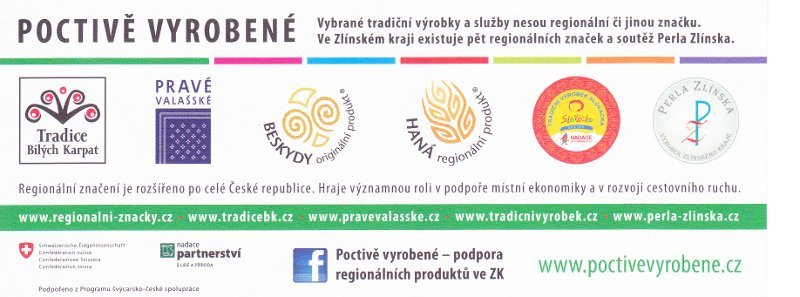 POCTIVĚ VYROBENÉ
Vybrané tradiční výrobky a služby nesou regionální či jinou značku.
Ve Zlínském kraji existuje pět regionálních značek a soutěž Perla Zlínska.
Tradice
Bílých Karpat
PRAVÉ
VALAŠSKÉ
BESKYDY originální produkt®
HANÁ regionální produkt®
TRADIČNÍ VÝROBEK SLOVÁCKA
Slovácko
NADACE
PERLA ZLÍNSKA
VÝROBEK ZLÍNSKÉHO KRAJE
Regionální značení je rozšířeno po celé České republice. Hraje významnou roli v podpoře místní ekonomiky a v rozvoji cestovního ruchu.
www.regionalni-znacky.cz • www.tradicebk.cz • www.pravevalasske.cz • www.tradicnivyrobek.cz • www.perla-zlinska.cz
Schweizerische Eidgenossenschaft
Confédération suisse
Confederazione Svizzera
Confederaziun svizra
nadace
partnerství
LIDÉ A PŘÍRODA
Podpořeno z Programu švýcarsko-české spolupráce
f
Poctivě vyrobené – podpora
regionálních produktů ve ZK
www.poctivevyrobene.cz